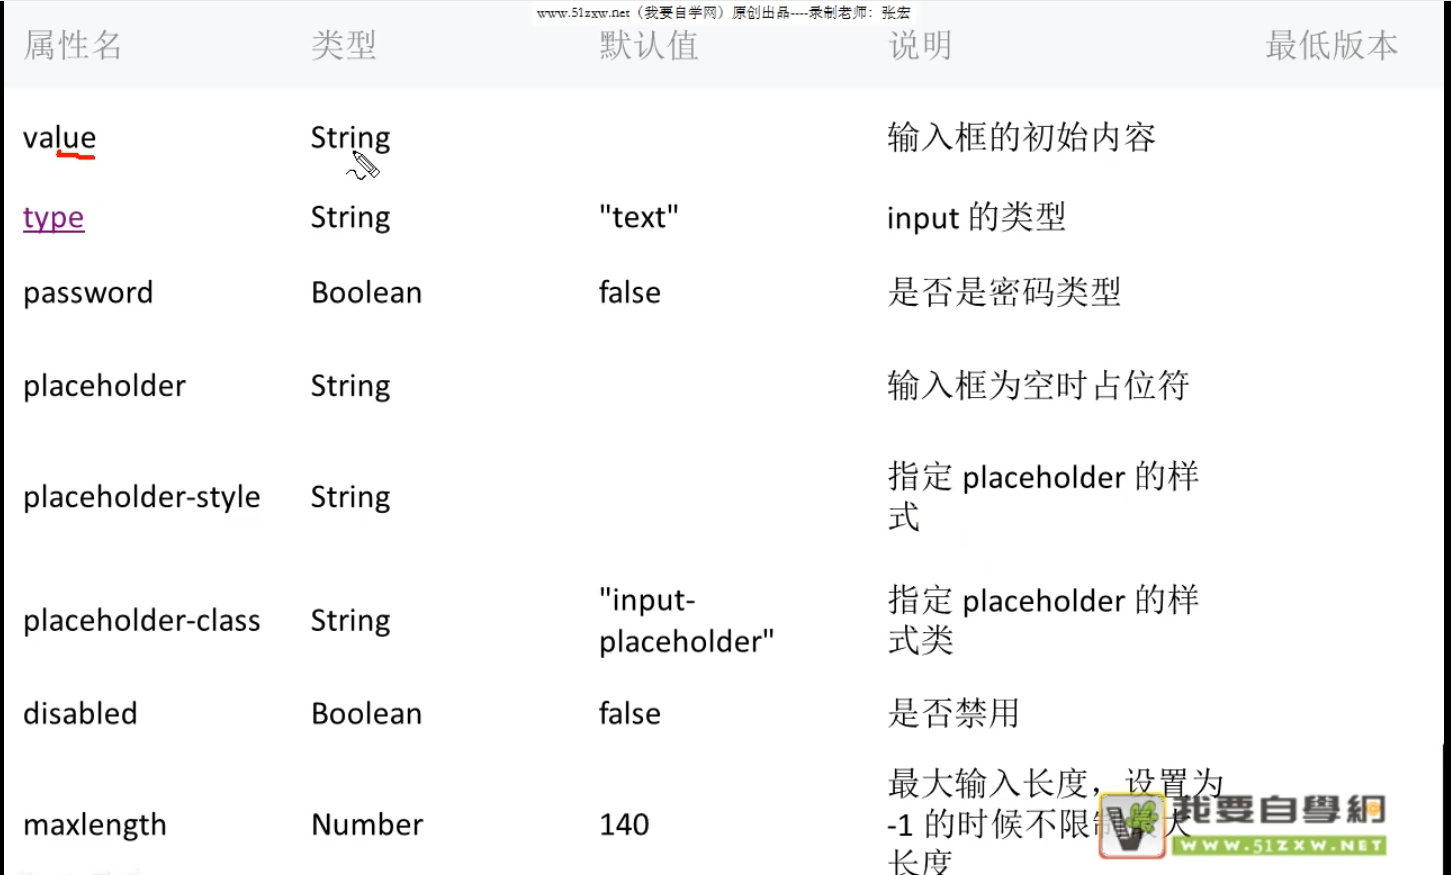 www.51zxw.net（我要自学网）原创出品----录制老师：张宏
属性名 类型 默认值 说明 最低版本
value String 输入框的初始内容
type String "text" input 的类型
password Boolean false 是否是密码类型
placeholder String 输入框为空时占位符
placeholder-style String 指定 placeholder 的样
式
placeholder-class String "input-
placeholder" 指定 placeholder 的样
式类
disabled Boolean false 是否禁用
maxlength Number 140 最大输入长度，设置为
-1 的时候不限制最大
长度
我要自學網
WWW.51ZXW.NET